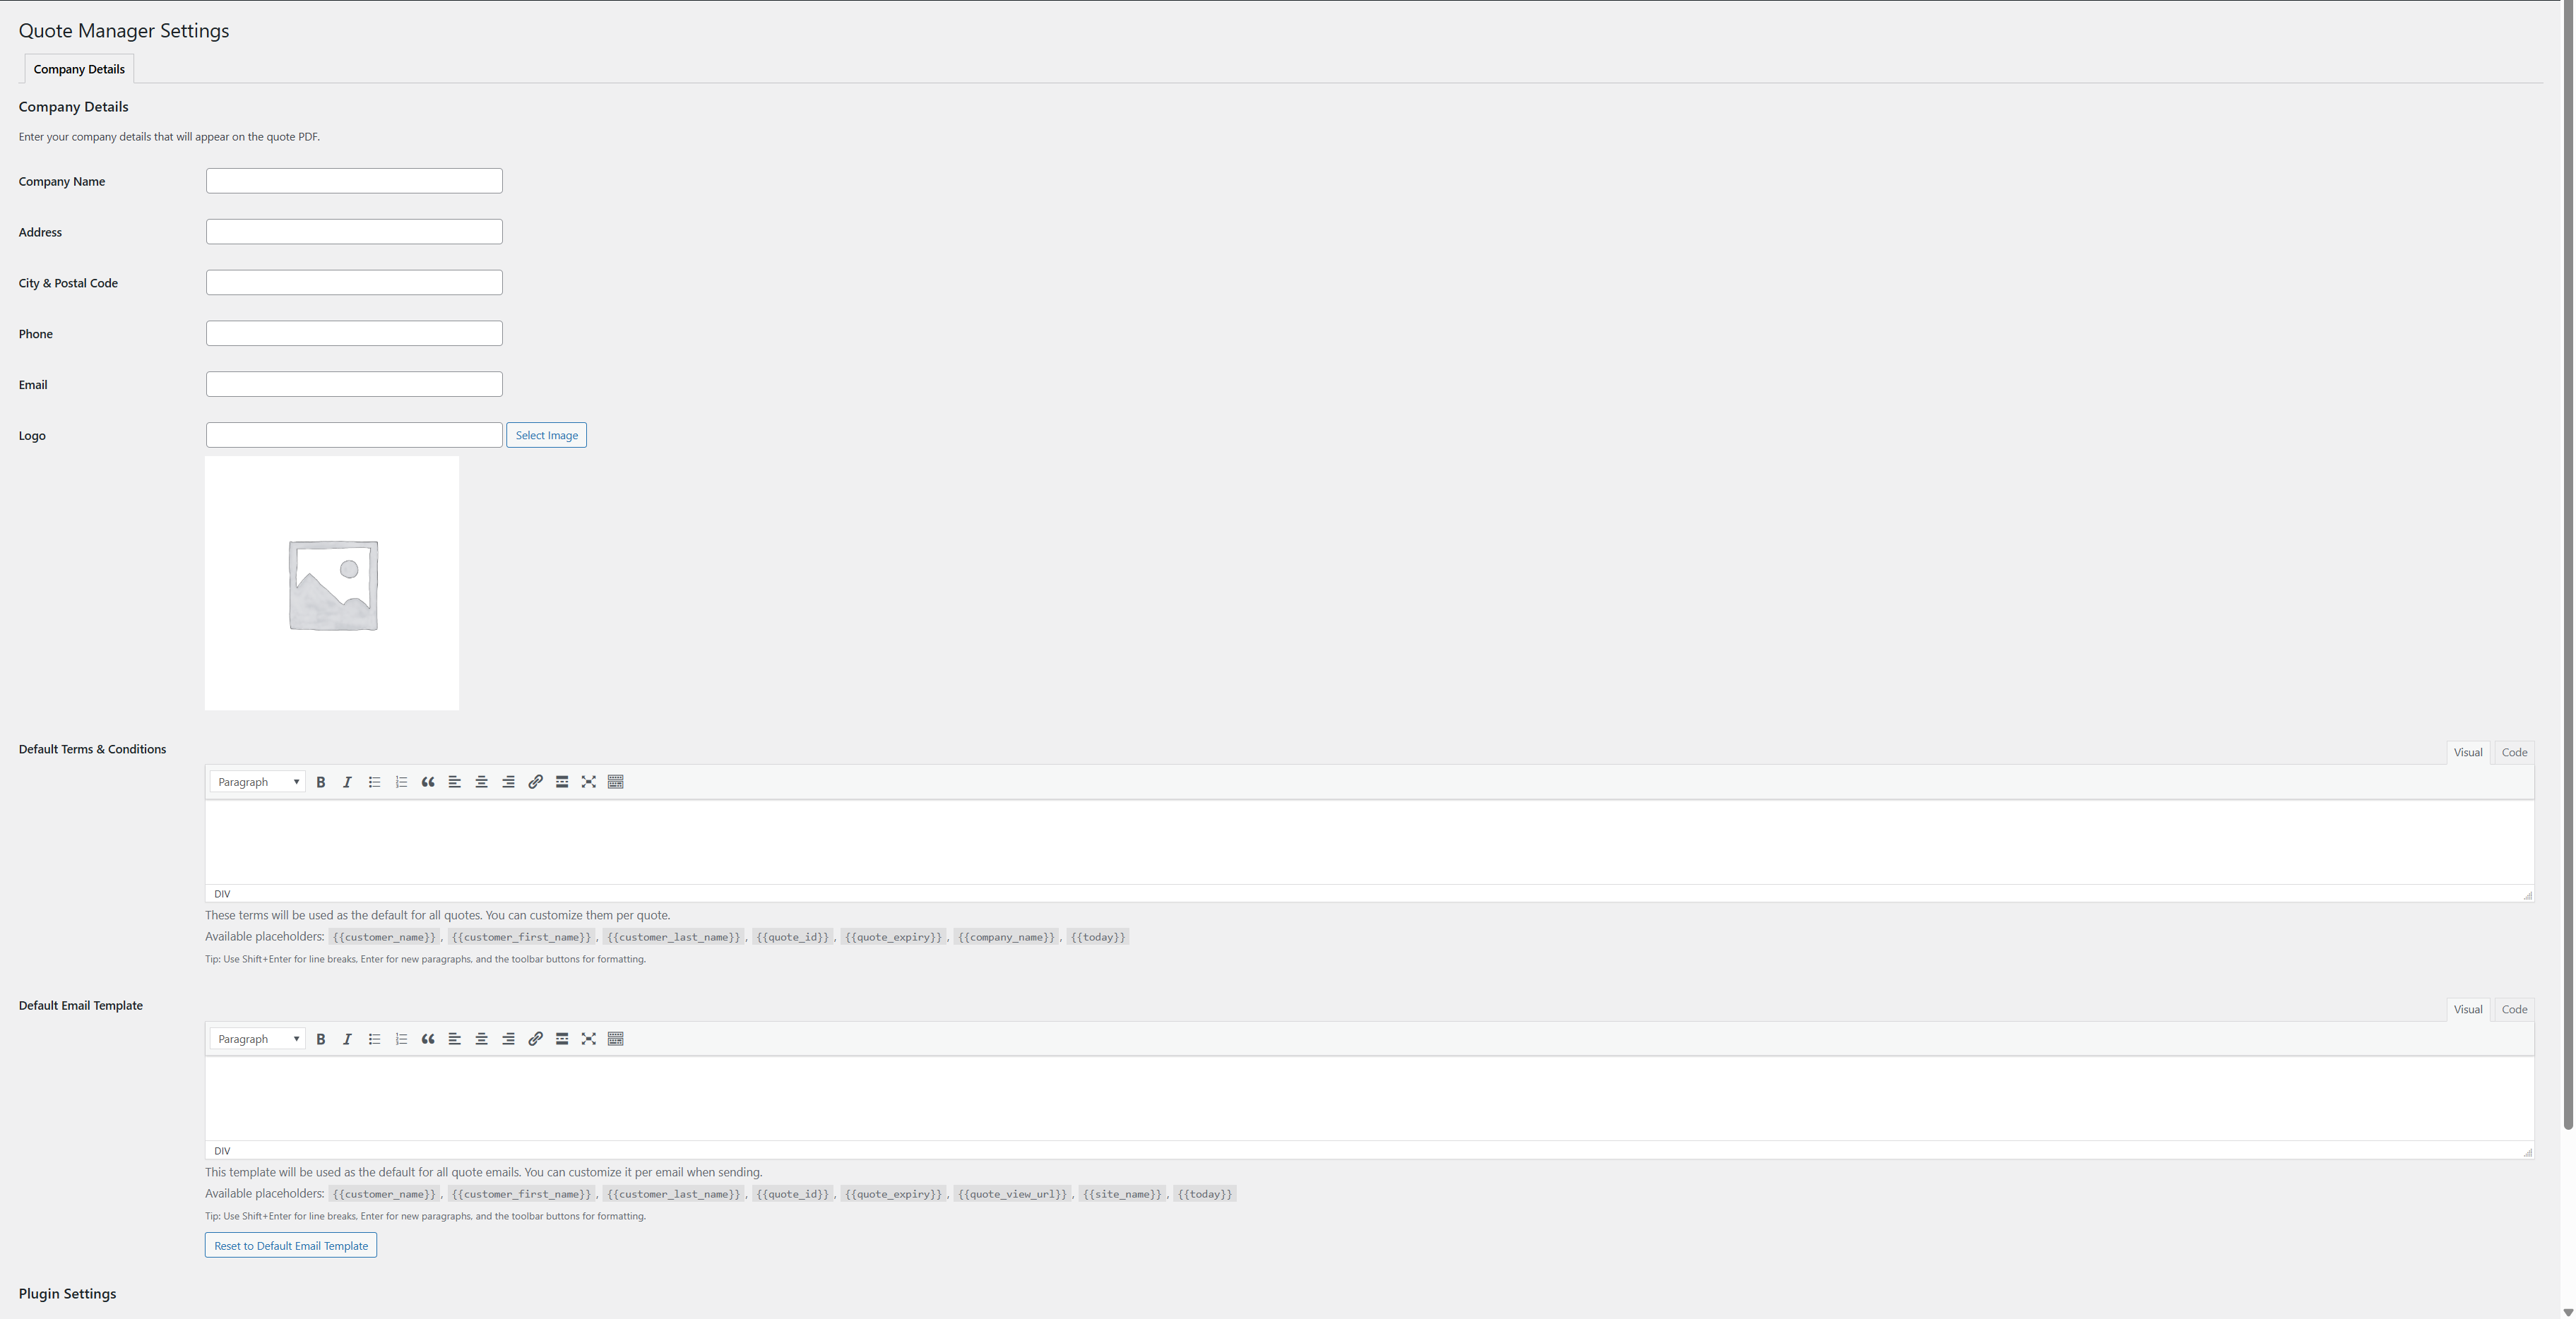 Quote Manager Settings
Company Details
Company Details
Enter your company details that will appear on the quote PDF.
Company Name
Address
City & Postal Code
Phone
Email
Logo
Select Image
Default Terms & Conditions
Visual
Code
Paragraph
DIV
These terms will be used as the default for all quotes. You can customize them per quote.
Available placeholders: {{customer_name}}, {{customer_first_name}}, {{customer_last_name}}, {{quote_id}}, {{quote_expiry}}, {{company_name}}, {{today}}
Tip: Use Shift+Enter for line breaks, Enter for new paragraphs, and the toolbar buttons for formatting.
Default Email Template
Visual
Code
Paragraph
DIV
This template will be used as the default for all quote emails. You can customize it per email when sending.
Available placeholders: {{customer_name}}, {{customer_first_name}}, {{customer_last_name}}, {{quote_id}}, {{quote_expiry}}, {{quote_view_url}}, {{site_name}}, {{today}}
Tip: Use Shift+Enter for line breaks, Enter for new paragraphs, and the toolbar buttons for formatting.
Reset to Default Email Template
Plugin Settings